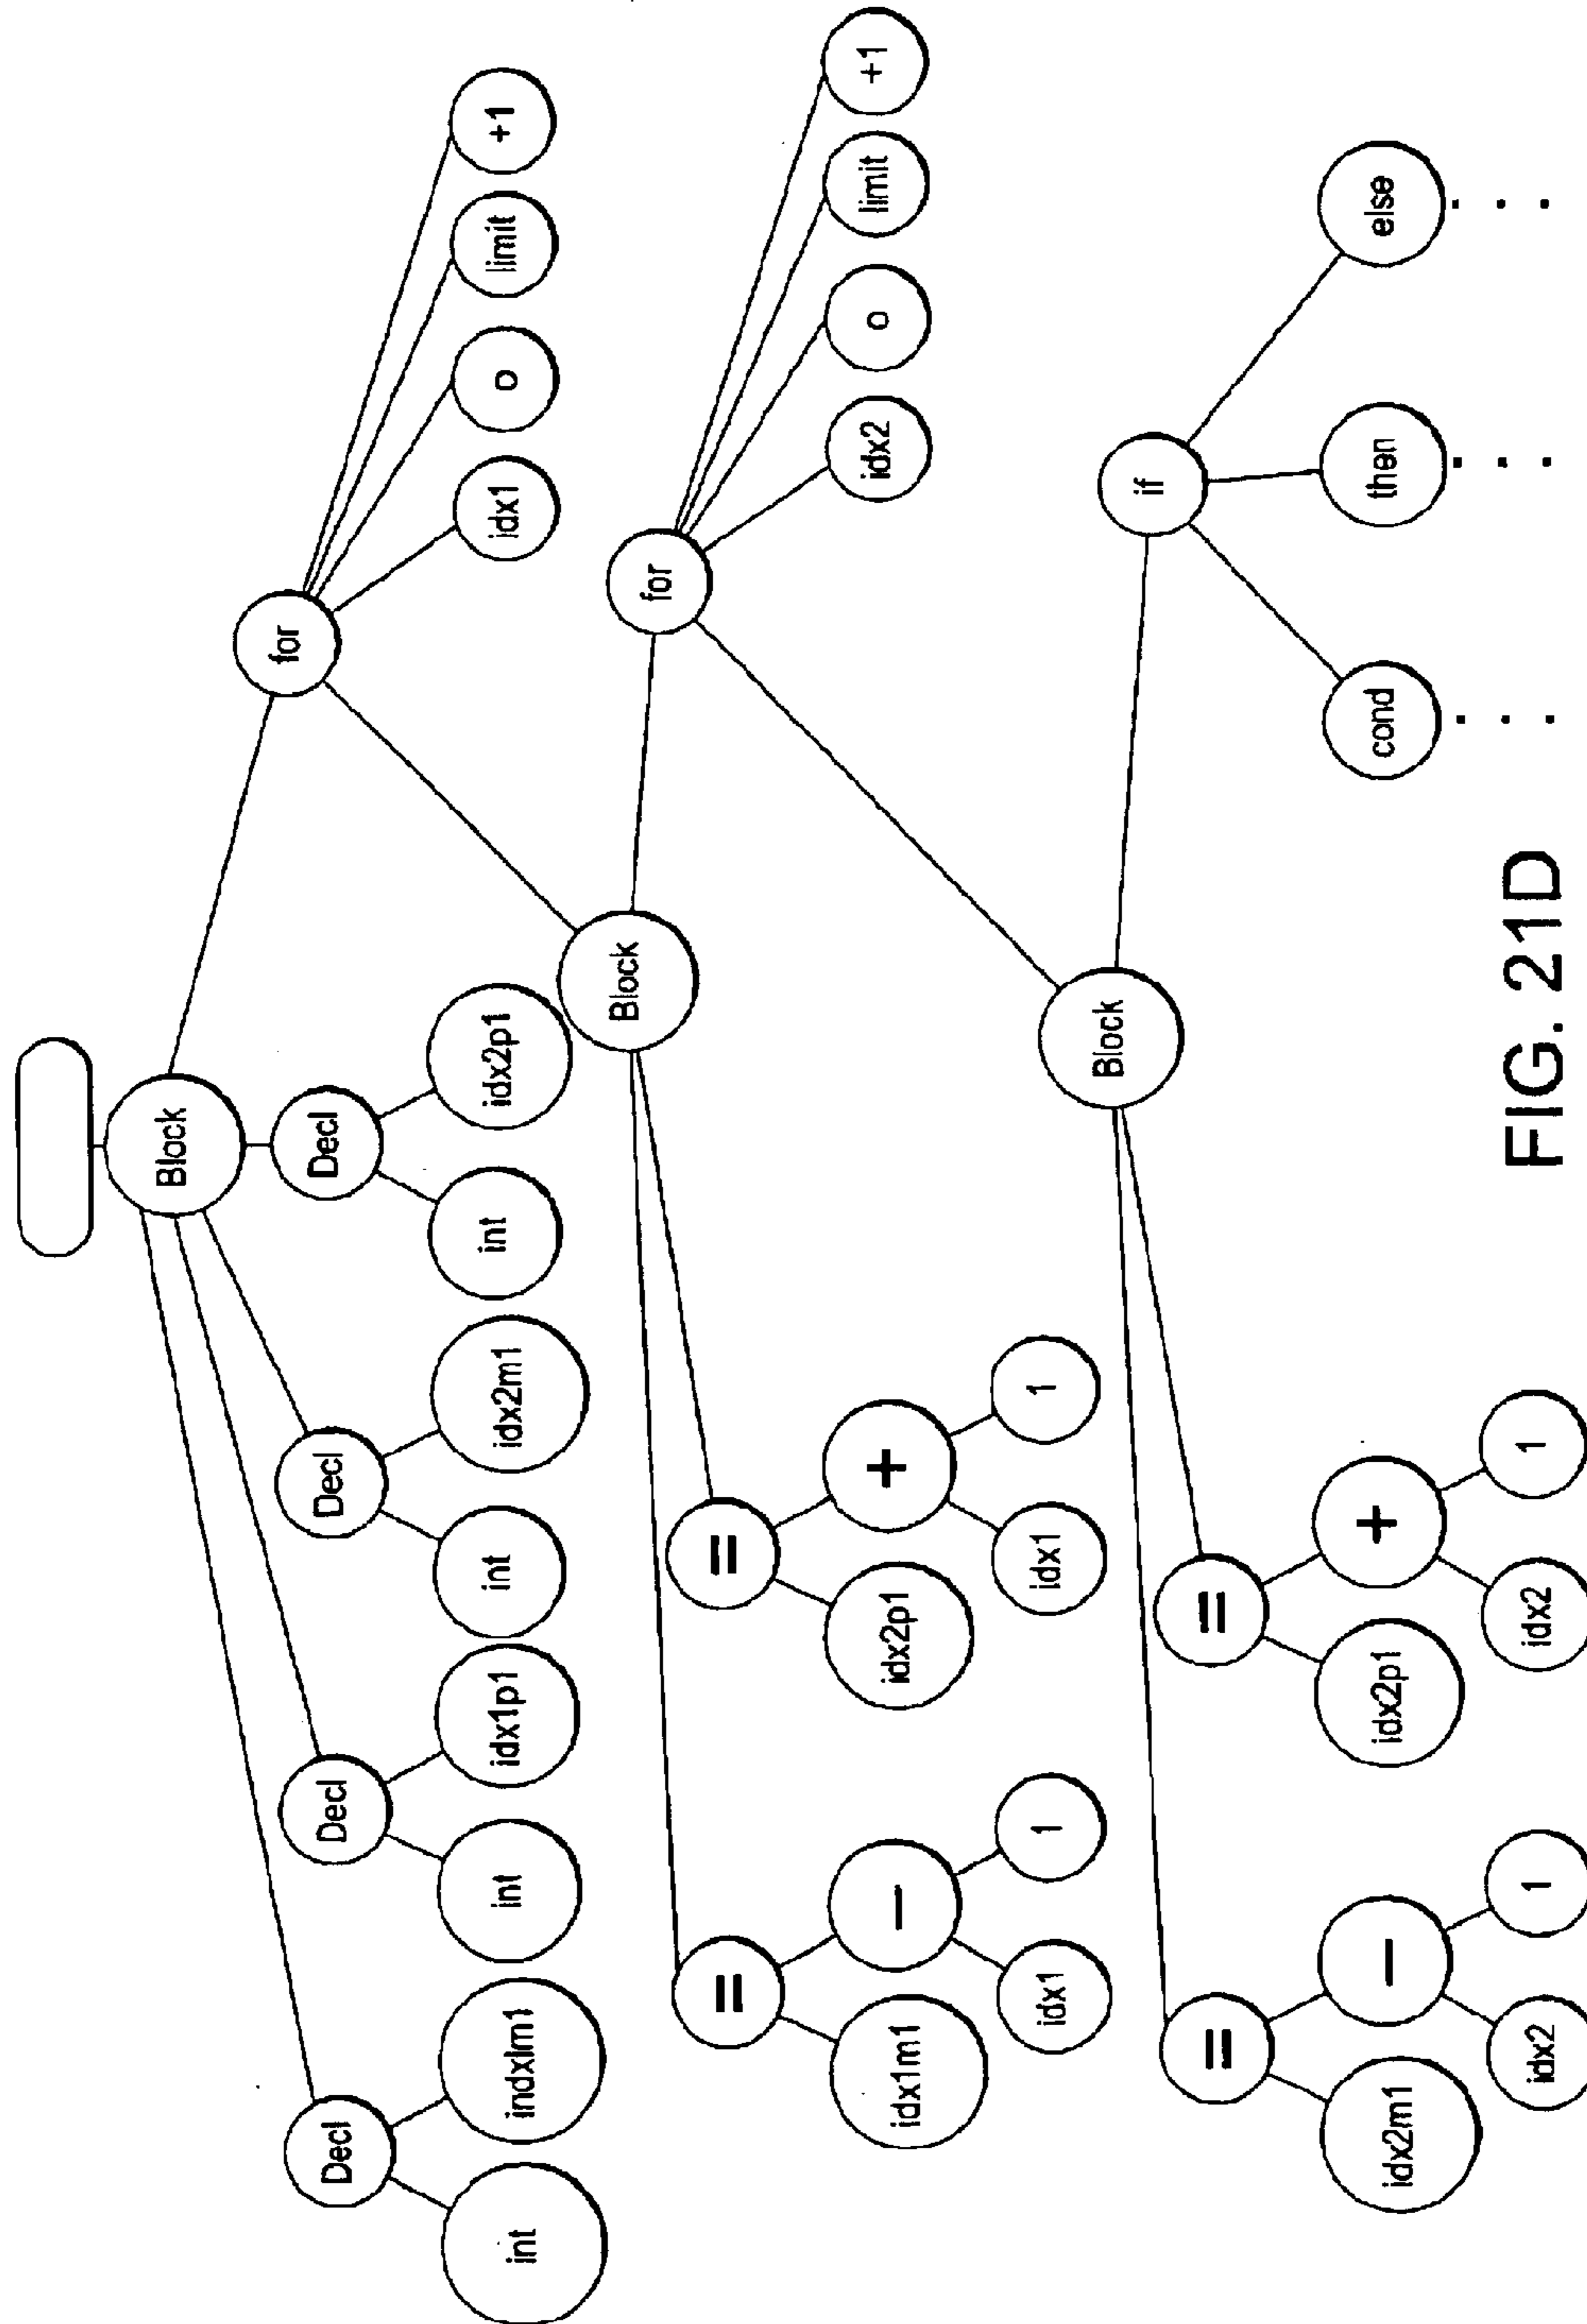 Block
for
Decl Decl Decl Decl
int indxlm1 int idx1p1 int idx2m1 int idx2p1 idx1 o limit +1
Block for
= =
idx1m1 − idx2p1 + idx2 o limit +1
idx1 1 idx1 1
Block if
= =
idx2m1 − idx2p1 + cond then else
idx2 1 idx2 1
FIG. 21D